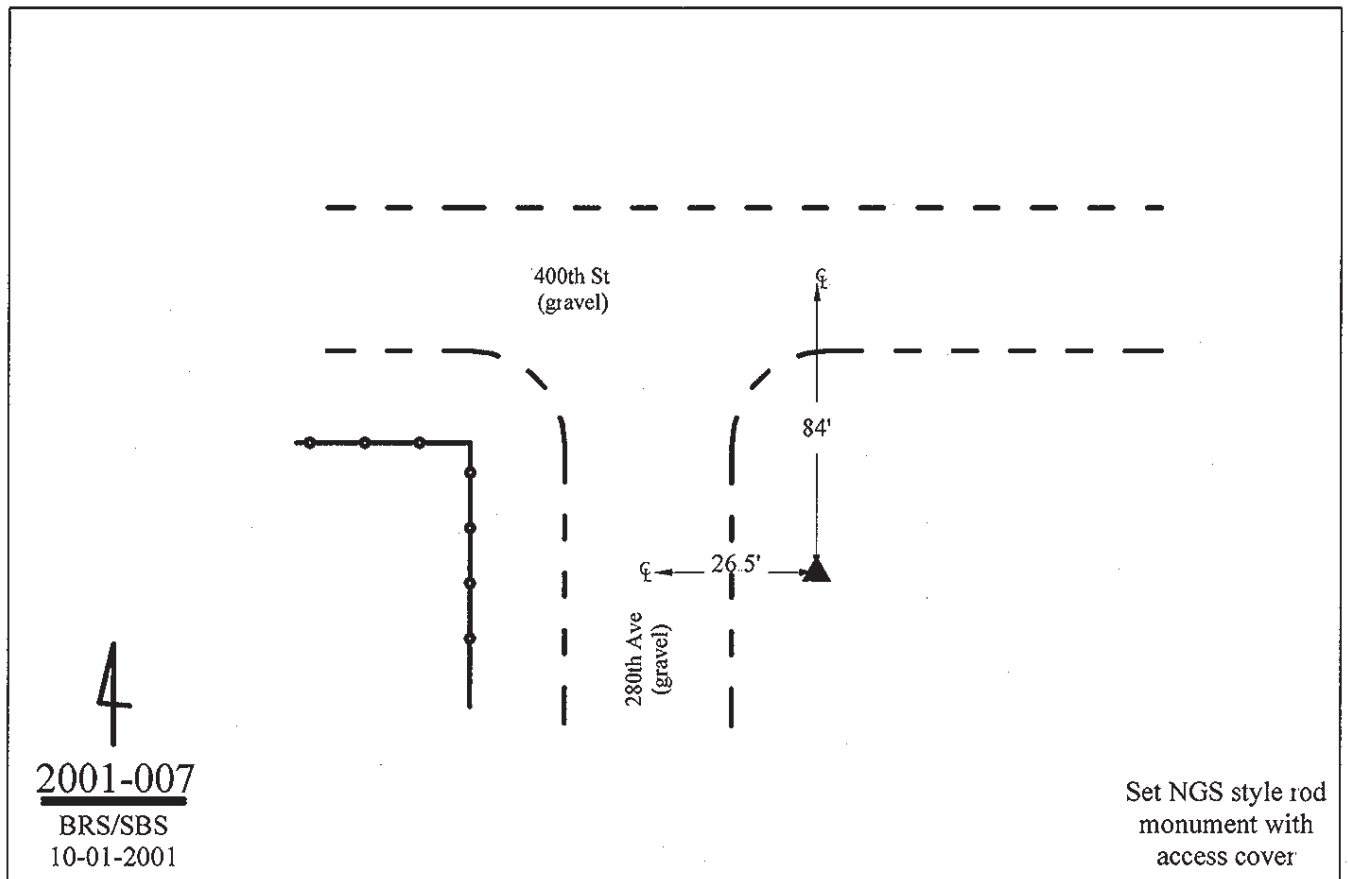 400th St
(gravel)
℄
84'
℄
26.5'
280th Ave
(gravel)
2001-007
BRS/SBS
10-01-2001
Set NGS style rod
monument with
access cover